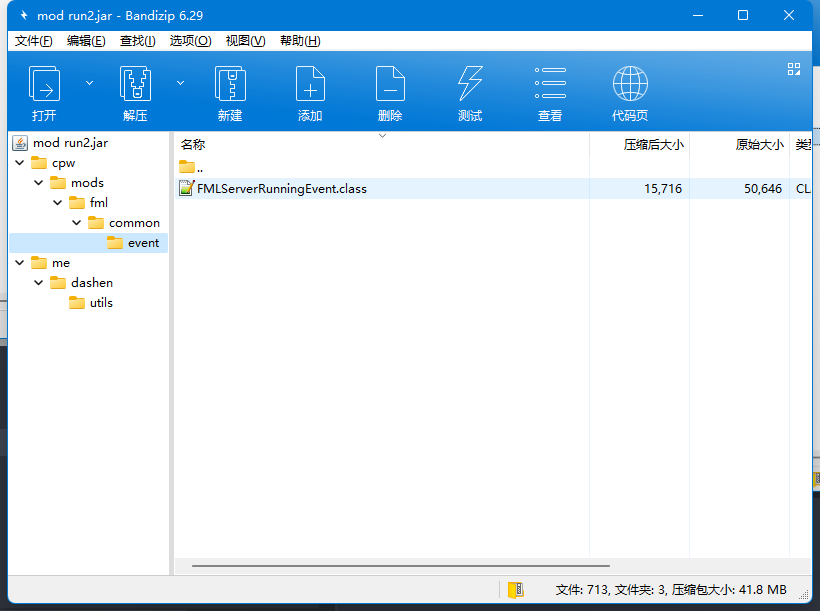 mod run2.jar - Bandizip 6.29
文件(F) 编辑(E) 查找(I) 选项(O) 视图(V) 帮助(H)
打开 解压 新建 添加 删除 测试 查看 代码页
mod run2.jar
cpw
mods
fml
common
event
me
dashen
utils
名称 压缩后大小 原始大小 类型
..
FMLServerRunningEvent.class 15,716 50,646 CL
文件: 713, 文件夹: 3, 压缩包大小: 41.8 MB